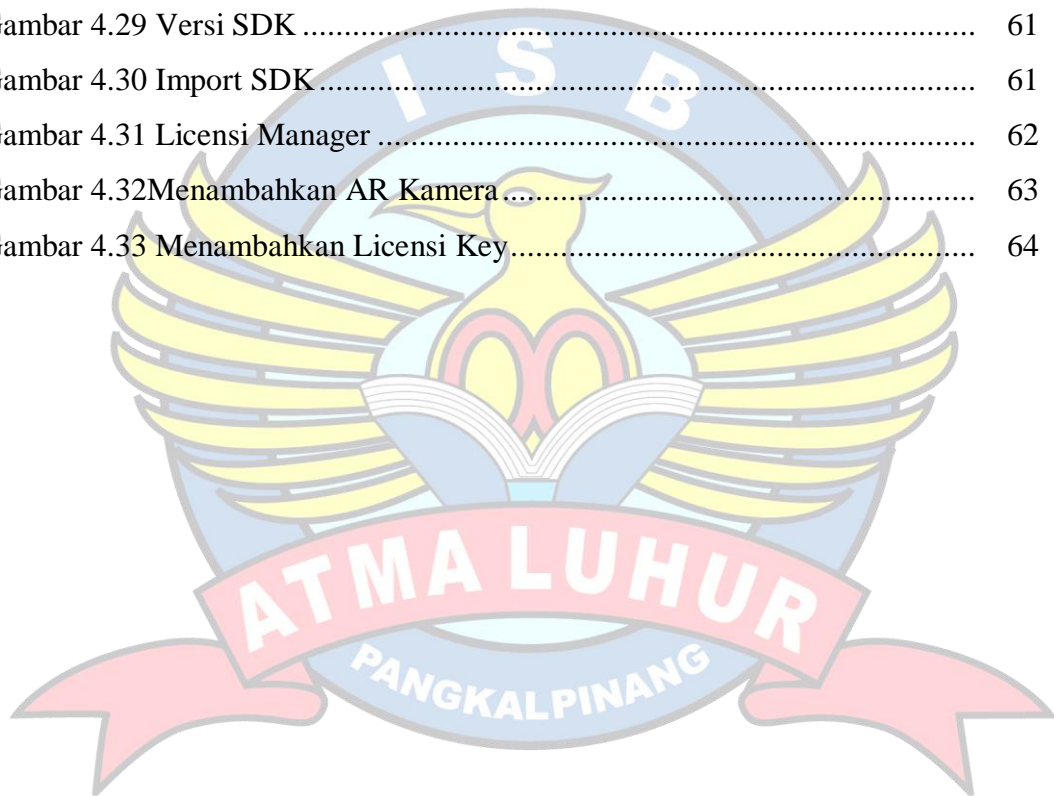 Gambar 4.29 Versi SDK ........................................................................ 61
Gambar 4.30 Import SDK ...................................................................... 61
Gambar 4.31 Licensi Manager ................................................................ 62
Gambar 4.32Menambahkan AR Kamera .................................................. 63
Gambar 4.33 Menambahkan Licensi Key ................................................. 64
I S B
ATMA LUHUR
PANGKALPINANG